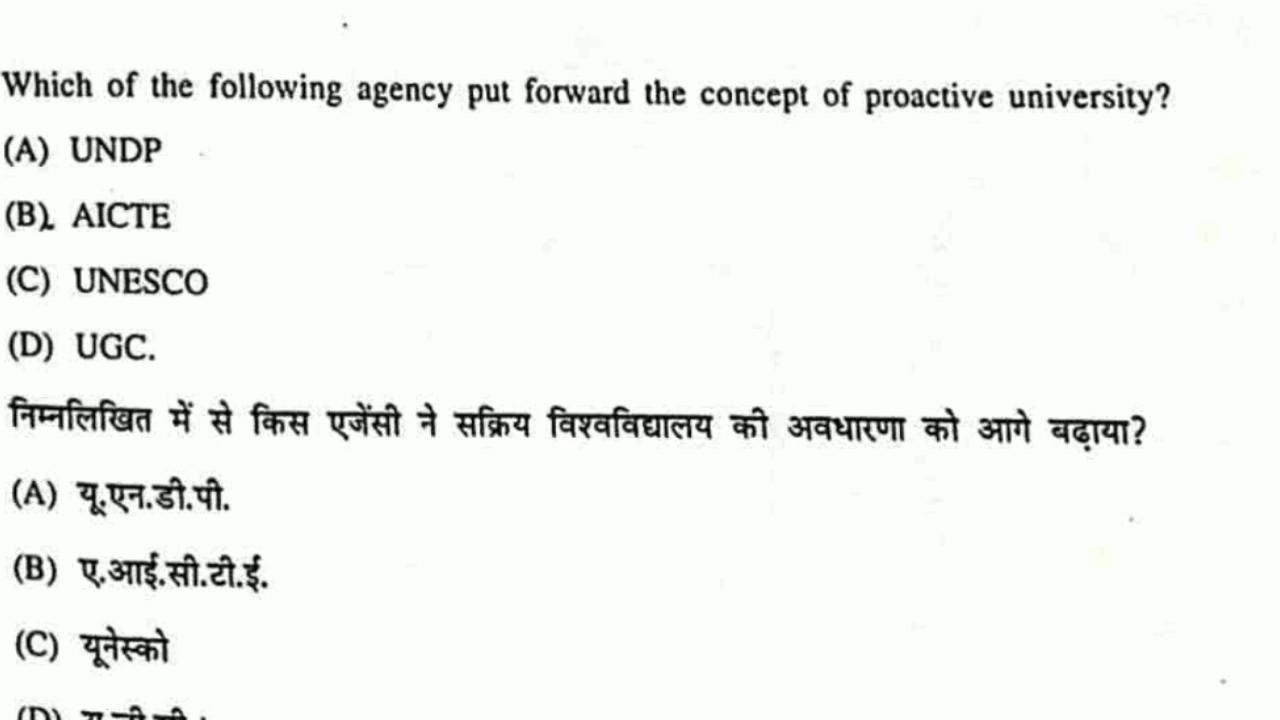 Which of the following agency put forward the concept of proactive university?
(A) UNDP
(B). AICTE
(C) UNESCO
(D) UGC.
निम्नलिखित में से किस एजेंसी ने सक्रिय विश्वविद्यालय की अवधारणा को आगे बढ़ाया?
(A) यू.एन.डी.पी.
(B) ए.आई.सी.टी.ई.
(C) यूनेस्को
(D)